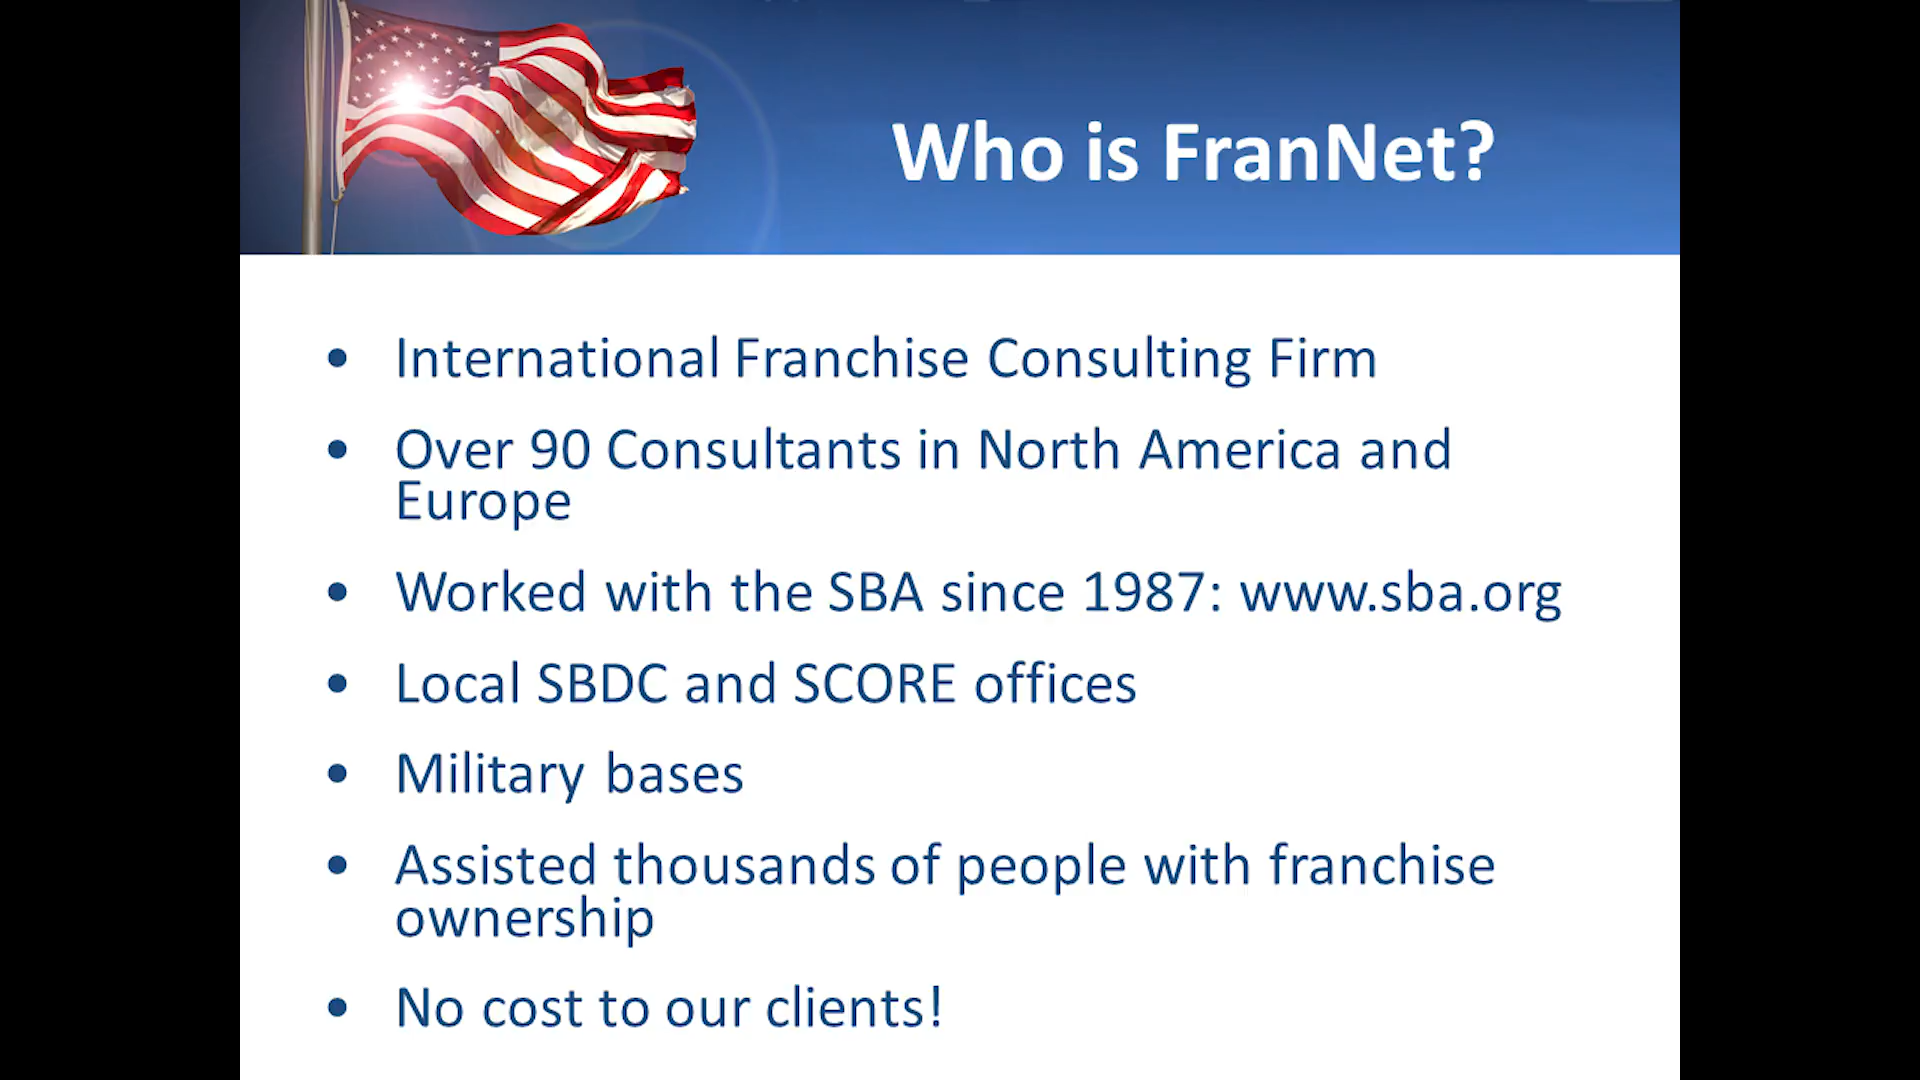 Who is FranNet?
• International Franchise Consulting Firm
• Over 90 Consultants in North America and
Europe
• Worked with the SBA since 1987: www.sba.org
• Local SBDC and SCORE offices
• Military bases
• Assisted thousands of people with franchise
ownership
• No cost to our clients!